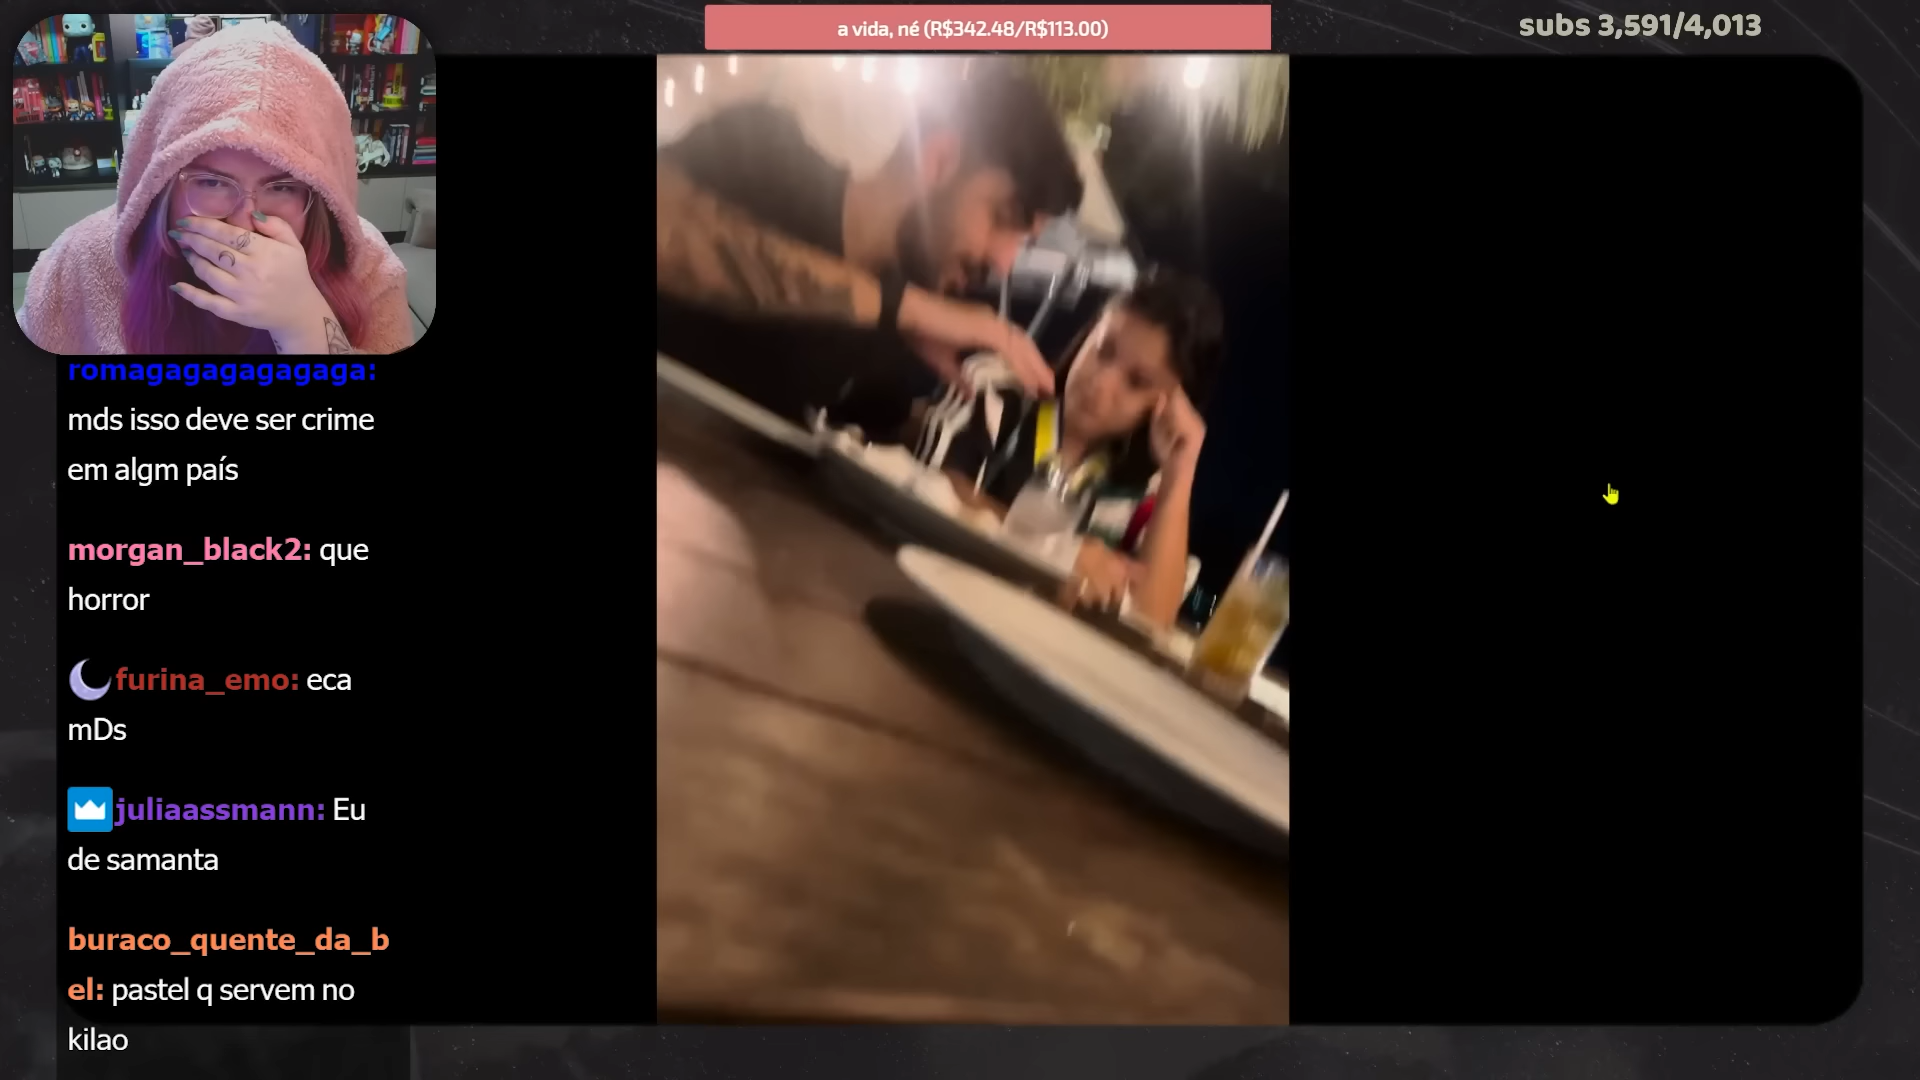 a vida, né (R$342.48/R$113.00)
subs 3,591/4,013
romagagagagagaga:
mds isso deve ser crime
em algm país
morgan_black2: que
horror
furina_emo: eca
mDs
juliaassmann: Eu
de samanta
buraco_quente_da_b
el: pastel q servem no
kilao